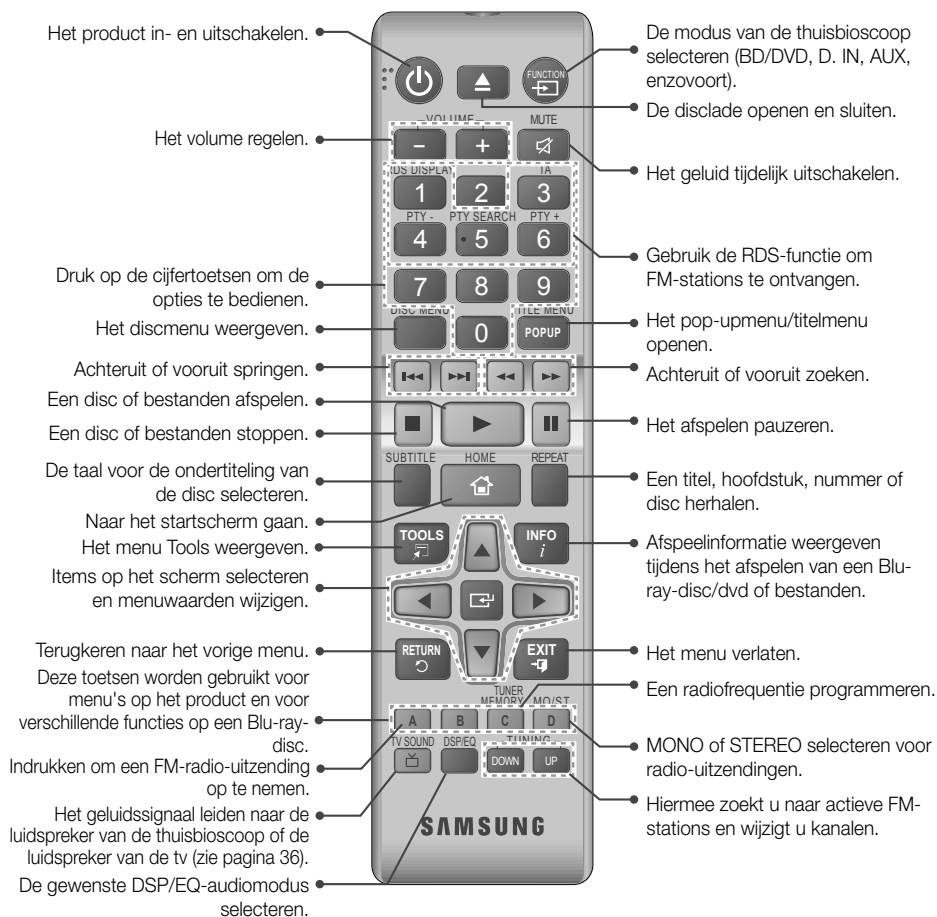 Het product in- en uitschakelen.
Het volume regelen.
Druk op de cijfertoetsen om de
opties te bedienen.
Het discmenu weergeven.
Achteruit of vooruit springen.
Een disc of bestanden afspelen.
Een disc of bestanden stoppen.
De taal voor de ondertiteling van
de disc selecteren.
Naar het startscherm gaan.
Het menu Tools weergeven.
Items op het scherm selecteren
en menuwaarden wijzigen.
Terugkeren naar het vorige menu.
Deze toetsen worden gebruikt voor
menu's op het product en voor
verschillende functies op een Blu-ray-
disc.
Indrukken om een FM-radio-uitzending
op te nemen.
Het geluidssignaal leiden naar de
luidspreker van de thuisbioscoop of de
luidspreker van de tv (zie pagina 36).
De gewenste DSP/EQ-audiomodus
selecteren.
FUNCTION
VOLUME MUTE
- +
RDS DISPLAY TA
1 2 3
PTY - PTY SEARCH PTY +
4 5 6
7 8 9
DISC MENU TITLE MENU
0 POPUP
SUBTITLE HOME REPEAT
TOOLS INFO
i
RETURN EXIT
TUNER
MEMORY MO/ST
A B C D
TV SOUND DSP/EQ TUNING
DOWN UP
SAMSUNG
De modus van de thuisbioscoop
selecteren (BD/DVD, D. IN, AUX,
enzovoort).
De disclade openen en sluiten.
Het geluid tijdelijk uitschakelen.
Gebruik de RDS-functie om
FM-stations te ontvangen.
Het pop-upmenu/titelmenu
openen.
Achteruit of vooruit zoeken.
Het afspelen pauzeren.
Een titel, hoofdstuk, nummer of
disc herhalen.
Afspeelinformatie weergeven
tijdens het afspelen van een Blu-
ray-disc/dvd of bestanden.
Het menu verlaten.
Een radiofrequentie programmeren.
MONO of STEREO selecteren voor
radio-uitzendingen.
Hiermee zoekt u naar actieve FM-
stations en wijzigt u kanalen.